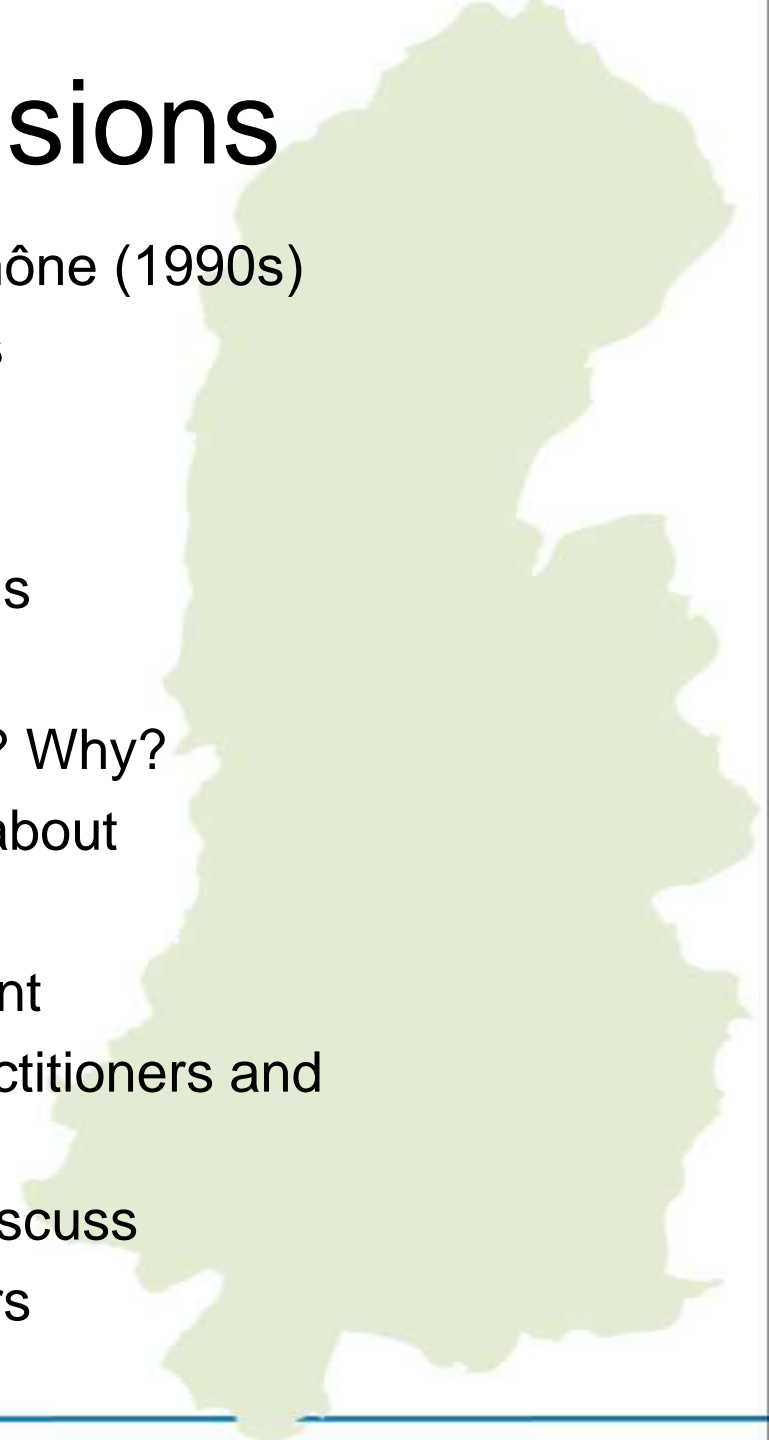 sions
hône (1990s)
s
s
? Why?
about
nt
ctitioners and
scuss
rs